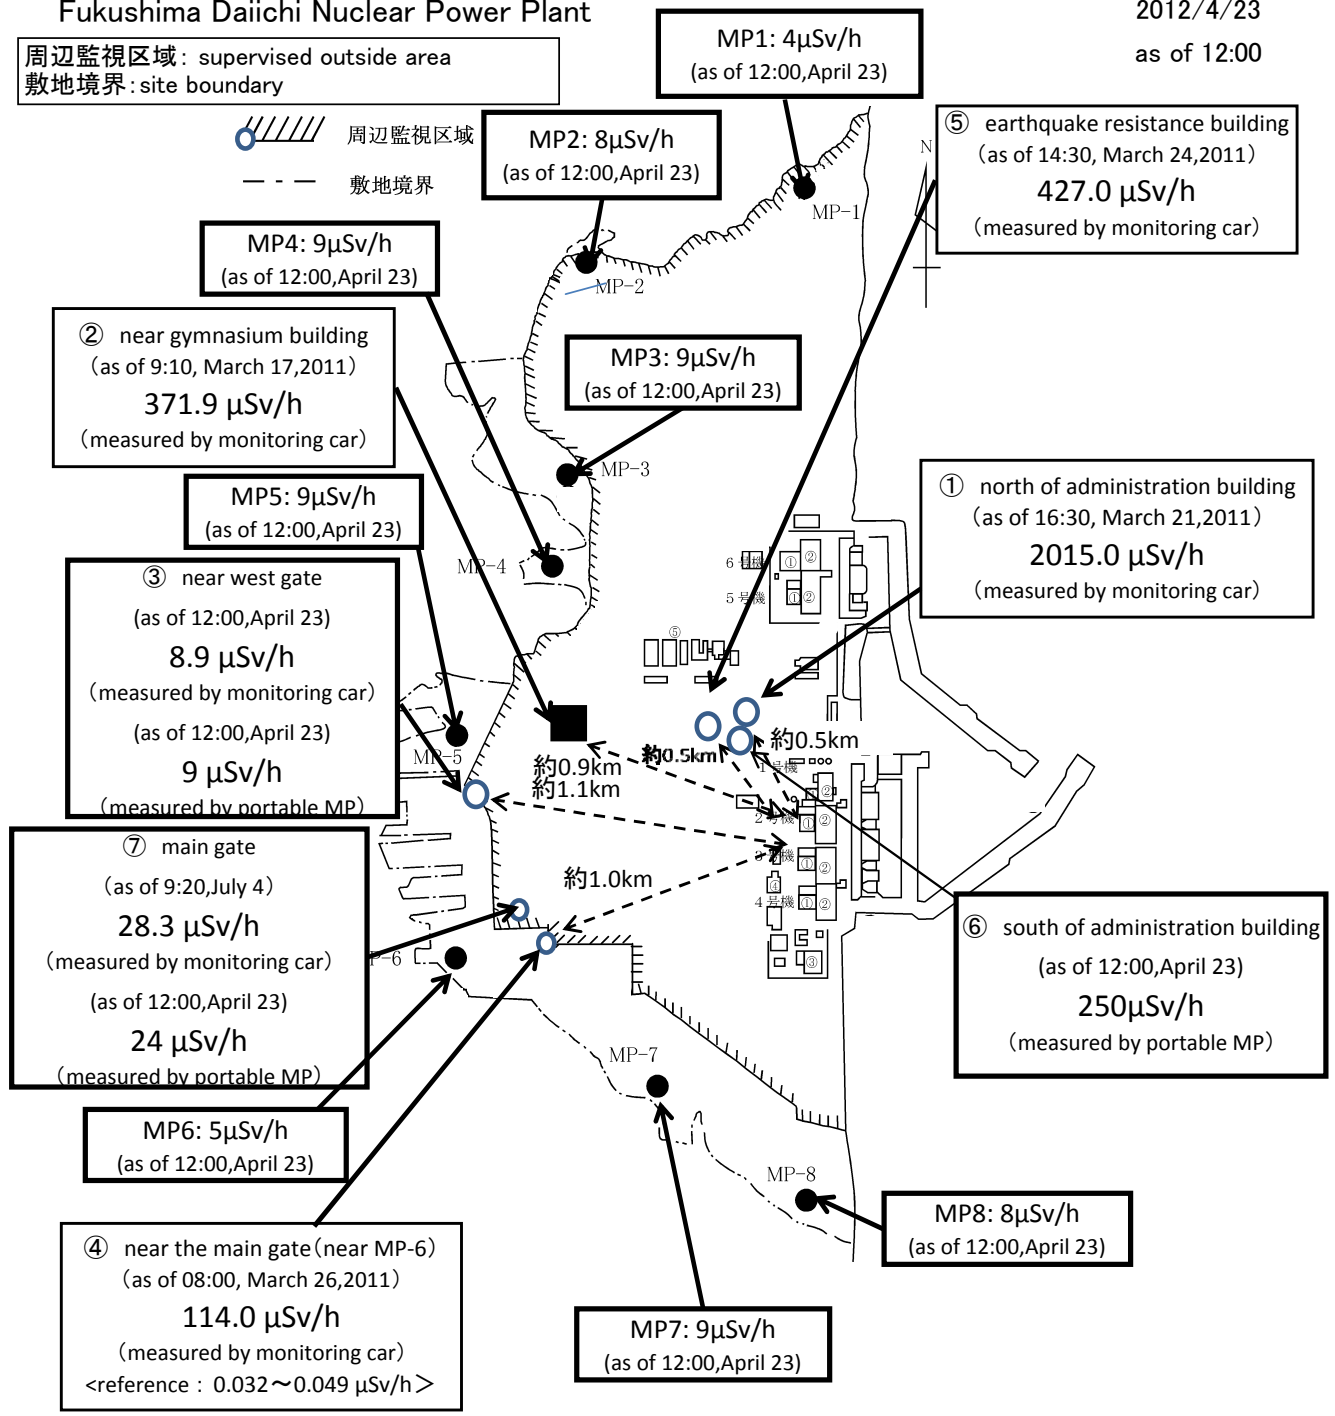 Fukushima Daiichi Nuclear Power Plant
2012/4/23
as of 12:00
周辺監視区域: supervised outside area
敷地境界:site boundary
周辺監視区域
敷地境界
MP1: 4μSv/h
(as of 12:00,April 23)
MP2: 8μSv/h
(as of 12:00,April 23)
⑤ earthquake resistance building
(as of 14:30, March 24,2011)
427.0 μSv/h
(measured by monitoring car)
N
MP-1
MP4: 9μSv/h
(as of 12:00,April 23)
MP-2
② near gymnasium building
(as of 9:10, March 17,2011)
371.9 μSv/h
(measured by monitoring car)
MP3: 9μSv/h
(as of 12:00,April 23)
MP-3
MP5: 9μSv/h
(as of 12:00,April 23)
① north of administration building
(as of 16:30, March 21,2011)
2015.0 μSv/h
(measured by monitoring car)
MP-4
6号機
① ②
5号機
① ②
③ near west gate
(as of 12:00,April 23)
8.9 μSv/h
(measured by monitoring car)
(as of 12:00,April 23)
9 μSv/h
(measured by portable MP)
⑤
MP-5
約0.9km
約1.1km
約0.5km
約0.5km
1号機
②
2号機
① ②
3号機
① ②
④
4号機
① ②
③
⑦ main gate
(as of 9:20,July 4)
28.3 μSv/h
(measured by monitoring car)
(as of 12:00,April 23)
24 μSv/h
(measured by portable MP)
約1.0km
P-6
⑥ south of administration building
(as of 12:00,April 23)
250μSv/h
(measured by portable MP)
MP-7
MP6: 5μSv/h
(as of 12:00,April 23)
MP-8
MP8: 8μSv/h
(as of 12:00,April 23)
④ near the main gate(near MP-6)
(as of 08:00, March 26,2011)
114.0 μSv/h
(measured by monitoring car)
<reference : 0.032～0.049 μSv/h>
MP7: 9μSv/h
(as of 12:00,April 23)